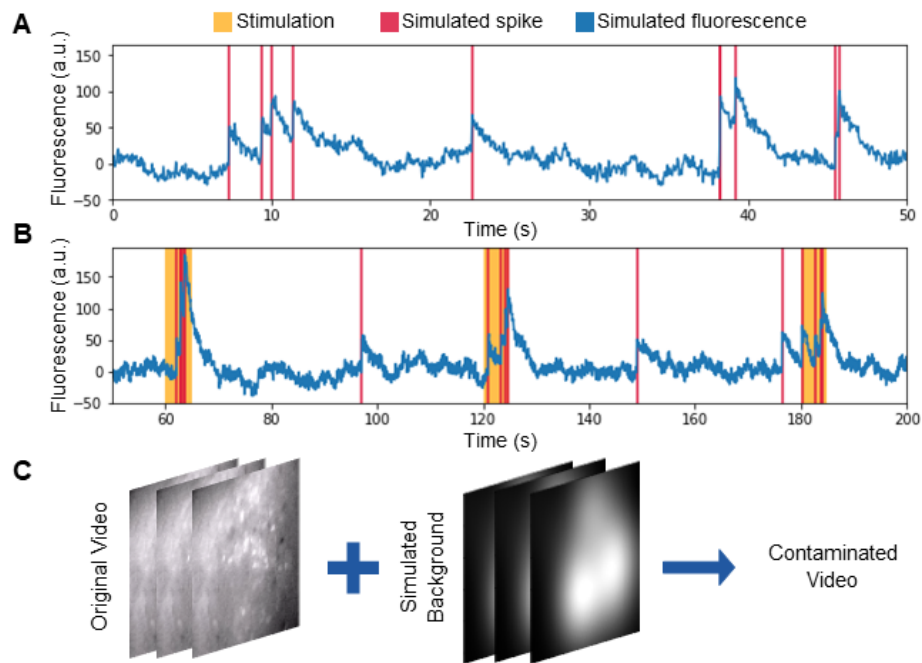 Stimulation Simulated spike Simulated fluorescence
A
Fluorescence (a.u.)
150
100
50
0
−50
0 10 20 30 40 50
Time (s)
B
Fluorescence (a.u.)
150
100
50
0
−50
60 80 100 120 140 160 180 200
Time (s)
C
Original Video
Simulated
Background
Contaminated
Video